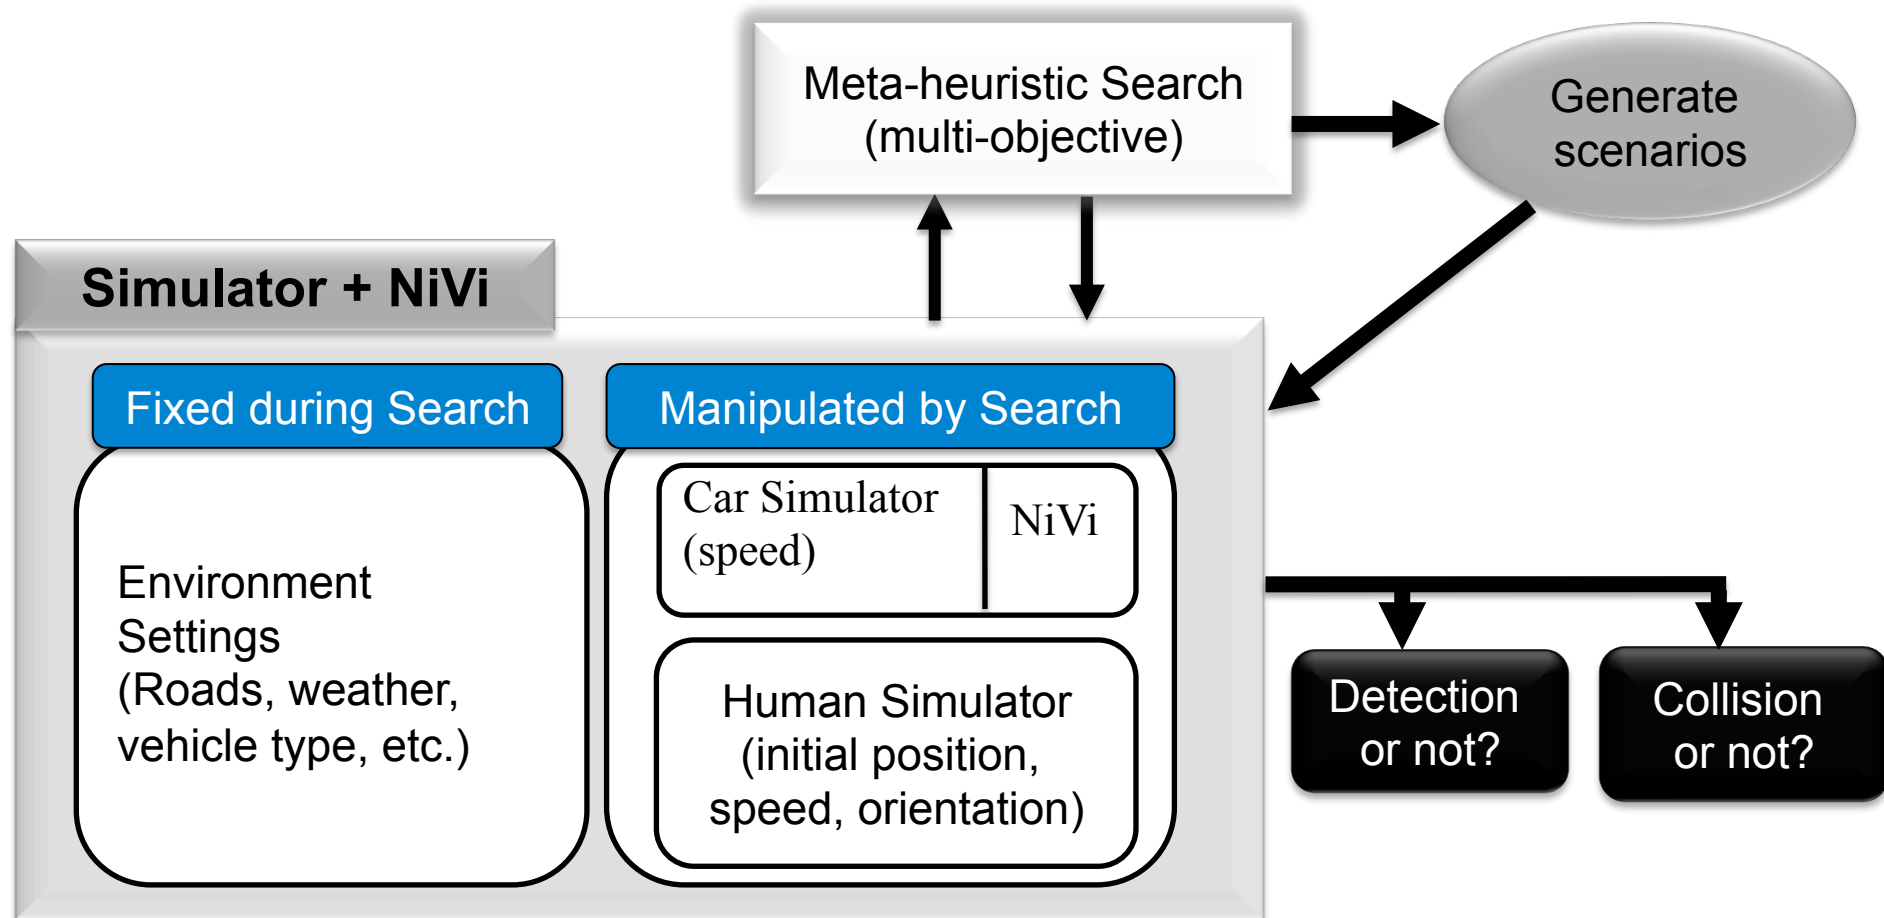 Meta-heuristic Search
(multi-objective)
Generate
scenarios
Simulator + NiVi
Fixed during Search
Manipulated by Search
Environment
Settings
(Roads, weather,
vehicle type, etc.)
Car Simulator
(speed)
NiVi
Human Simulator
(initial position,
speed, orientation)
Detection
or not?
Collision
or not?